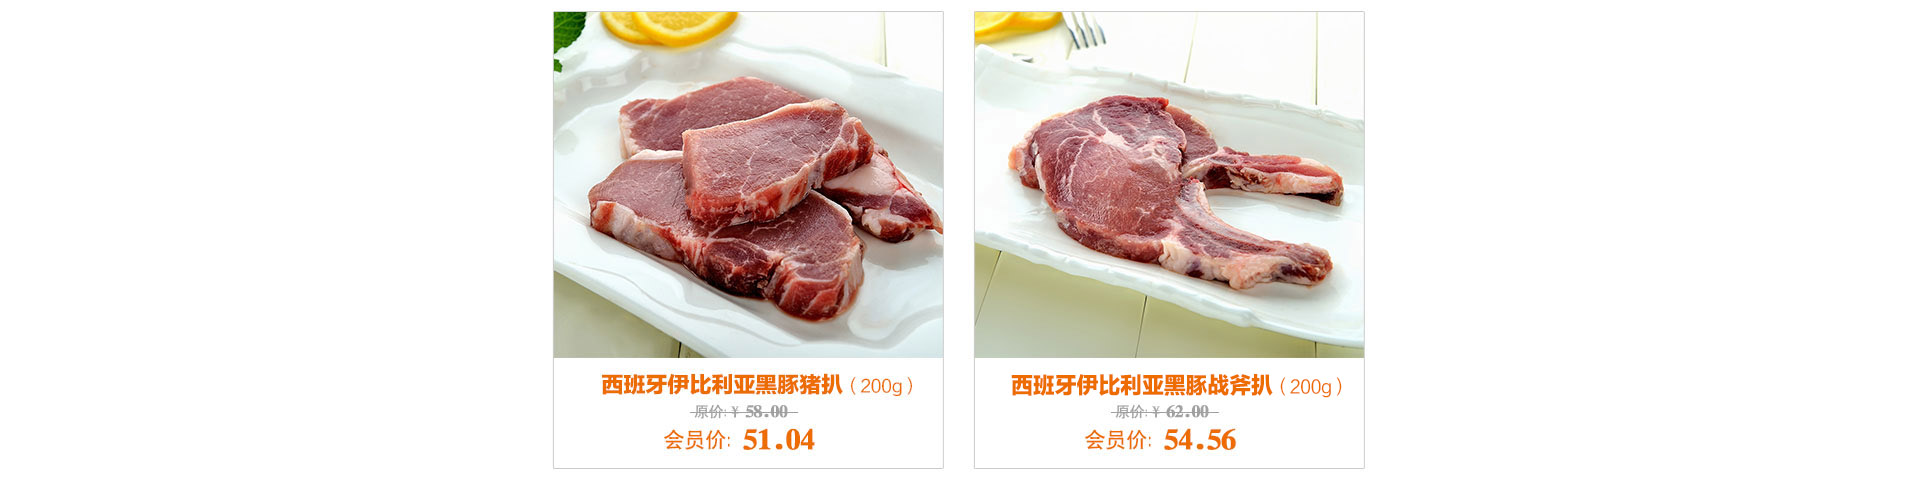 西班牙伊比利亚黑豚猪扒（200g）
原价:¥ 58.00
会员价: 51.04
西班牙伊比利亚黑豚战斧扒（200g）
原价:¥ 62.00
会员价: 54.56